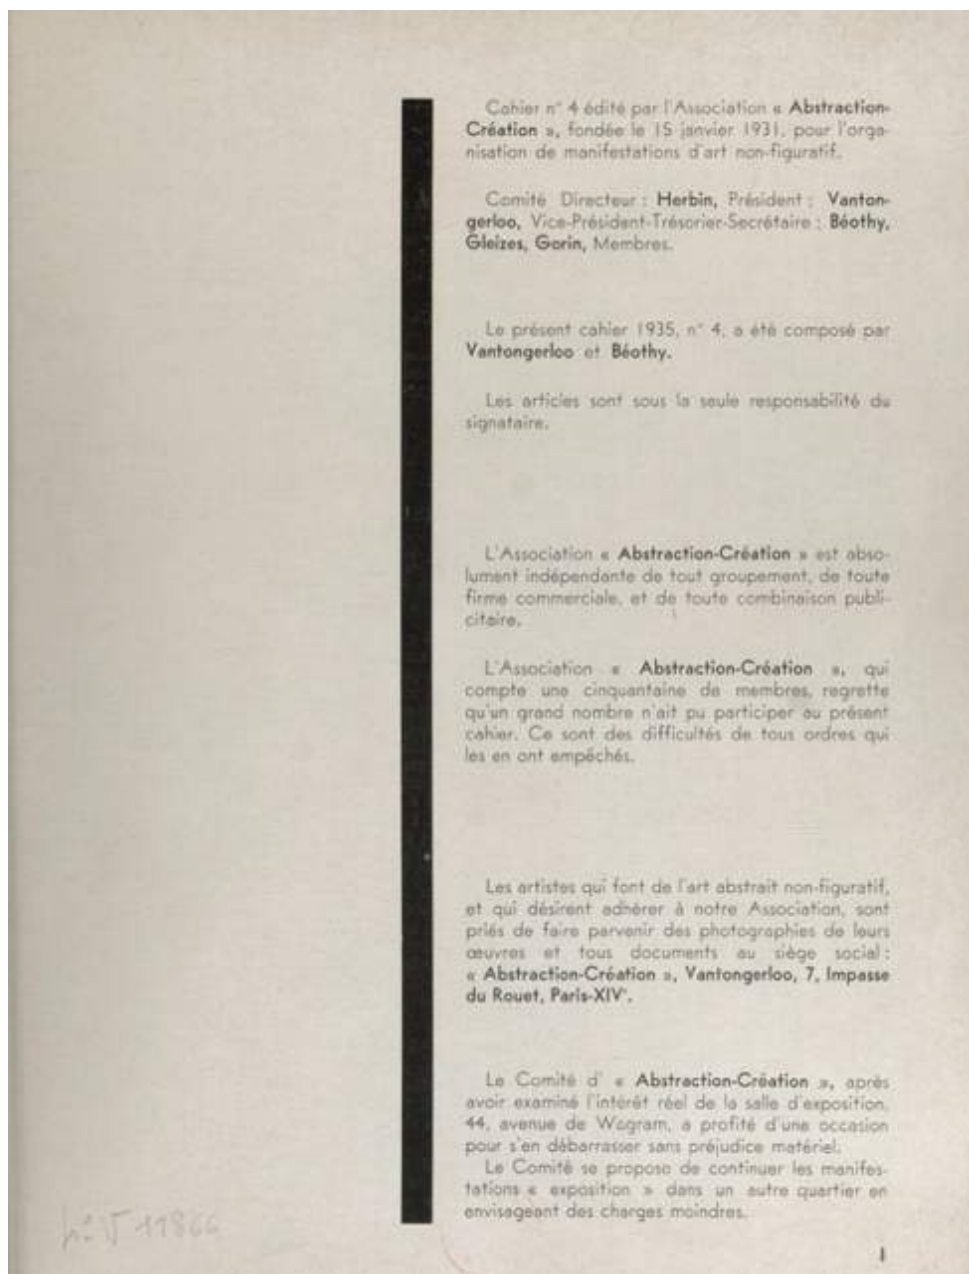 Cahier n° 4 édité par l'Association « Abstraction-
Création », fondée le 15 janvier 1931, pour l'orga-
nisation de manifestations d'art non-figuratif.
Comité Directeur : Herbin, Président ; Vanton-
gerloo, Vice-Président-Trésorier-Secrétaire ; Béothy,
Gleizes, Gorin, Membres.
Le présent cahier 1935, n° 4, a été composé par
Vantongerloo et Béothy.
Les articles sont sous la seule responsabilité du
signataire.
L'Association « Abstraction-Création » est abso-
lument indépendante de tout groupement, de toute
firme commerciale, et de toute combinaison publi-
citaire.
L'Association « Abstraction-Création », qui
compte une cinquantaine de membres, regrette
qu'un grand nombre n'ait pu participer au présent
cahier. Ce sont des difficultés de tous ordres qui
les en ont empêchés.
Les artistes qui font de l'art abstrait non-figuratif,
et qui désirent adhérer à notre Association, sont
priés de faire parvenir des photographies de leurs
œuvres et tous documents au siège social :
« Abstraction-Création », Vantongerloo, 7, Impasse
du Rouet, Paris-XIV°.
Le Comité d' « Abstraction-Création », après
avoir examiné l'intérêt réel de la salle d'exposition,
44, avenue de Wagram, a profité d'une occasion
pour s'en débarrasser sans préjudice matériel.
Le Comité se propose de continuer les manifes-
tations « exposition » dans un autre quartier en
envisageant des charges moindres.
11866
1